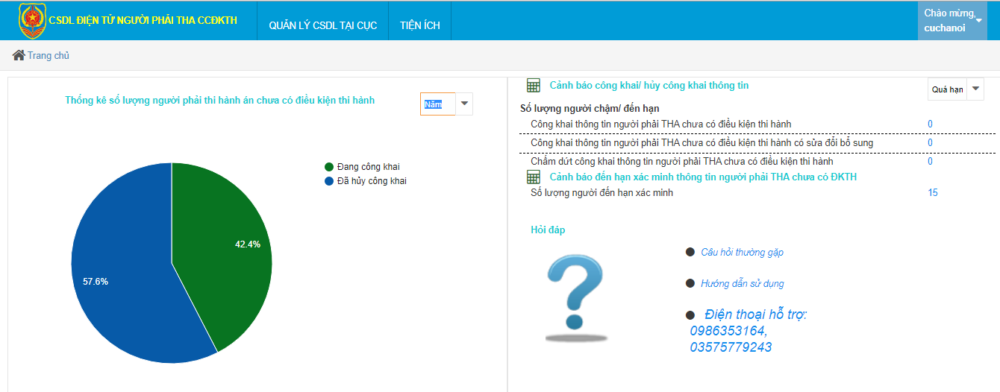 CSDL ĐIỆN TỬ NGƯỜI PHẢI THA CCĐKTH
QUẢN LÝ CSDL TẠI CỤC
TIỆN ÍCH
Chào mừng,
cuchanoi
Trang chủ
Thống kê số lượng người phải thi hành án chưa có điều kiện thi hành
Năm
Đang công khai
Đã hủy công khai
42.4%
57.6%
Cảnh báo công khai/ hủy công khai thông tin
Quá hạn
Số lượng người chậm/ đến hạn
Công khai thông tin người phải THA chưa có điều kiện thi hành 0
Công khai thông tin người phải THA chưa có điều kiện thi hành có sửa đổi bổ sung 0
Chấm dứt công khai thông tin người phải THA chưa có điều kiện thi hành 0
Cảnh báo đến hạn xác minh thông tin người phải THA chưa có ĐKTH
Số lượng người đến hạn xác minh 15
Hỏi đáp
Câu hỏi thường gặp
Hướng dẫn sử dụng
Điện thoại hỗ trợ:
0986353164,
03575779243